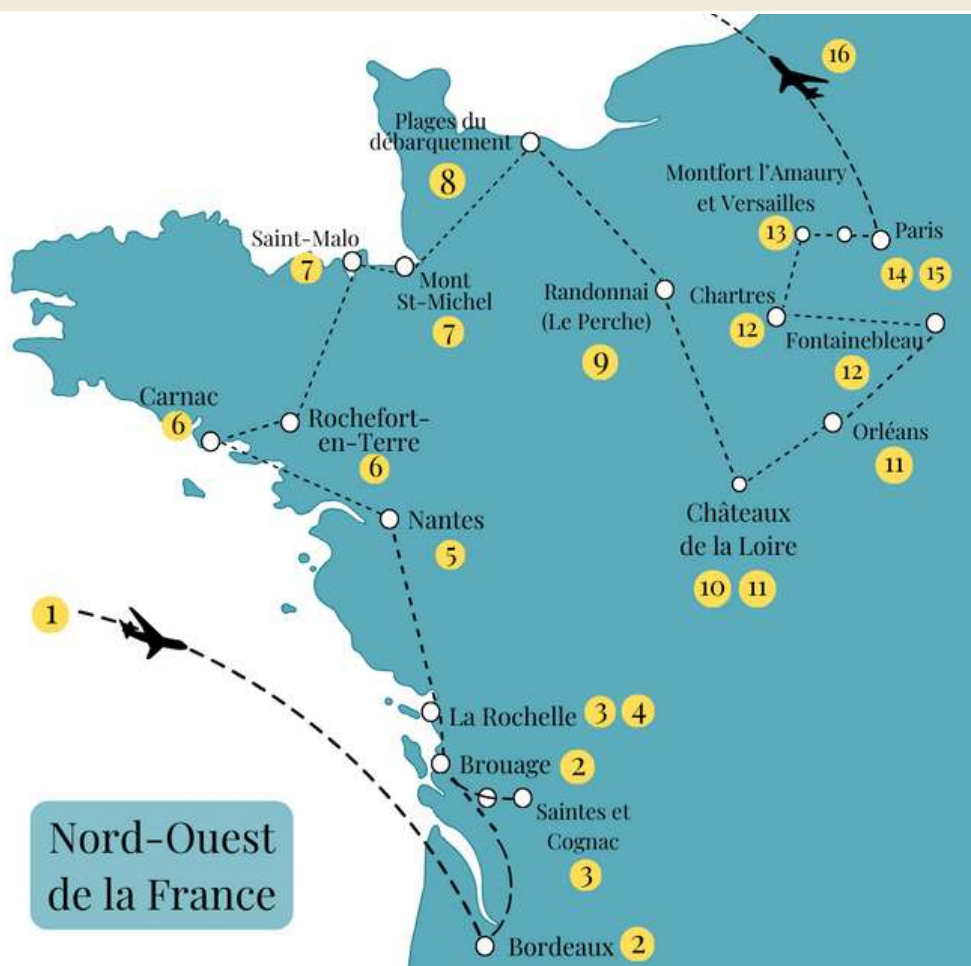 16
Plages du
débarquement
8
Montfort l'Amaury
et Versailles
13
Paris
14 15
Saint-Malo
7
Mont
St-Michel
7
Randonnai
(Le Perche)
9
Chartres
12
Fontainebleau
12
Carnac
6
Rochefort-
en-Terre
6
Orléans
11
Nantes
5
Châteaux
de la Loire
10 11
1
La Rochelle 3 4
Brouage 2
Saintes et
Cognac
3
Nord-Ouest
de la France
Bordeaux 2